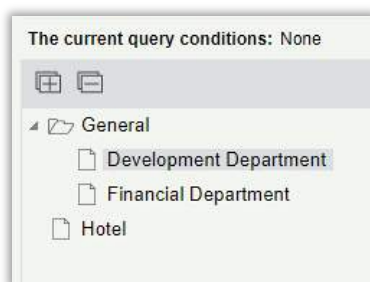 The current query conditions: None
General
Development Department
Financial Department
Hotel